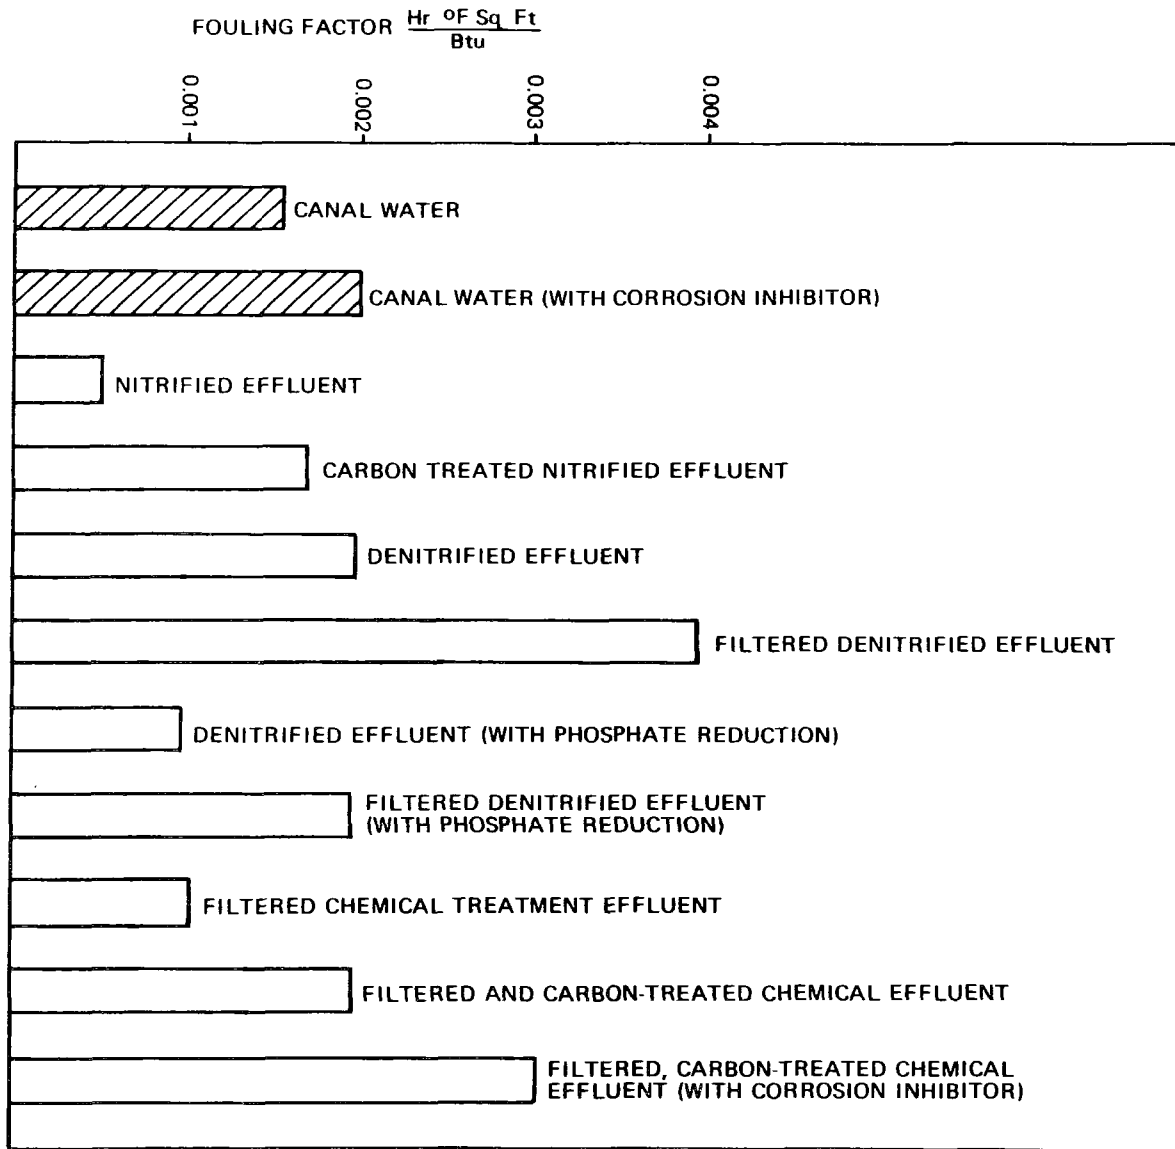 FOULING FACTOR Hr °F Sq Ft
Btu
0.001
0.002
0.003
0.004
CANAL WATER
CANAL WATER (WITH CORROSION INHIBITOR)
NITRIFIED EFFLUENT
CARBON TREATED NITRIFIED EFFLUENT
DENITRIFIED EFFLUENT
FILTERED DENITRIFIED EFFLUENT
DENITRIFIED EFFLUENT (WITH PHOSPHATE REDUCTION)
FILTERED DENITRIFIED EFFLUENT
(WITH PHOSPHATE REDUCTION)
FILTERED CHEMICAL TREATMENT EFFLUENT
FILTERED AND CARBON-TREATED CHEMICAL EFFLUENT
FILTERED, CARBON-TREATED CHEMICAL
EFFLUENT (WITH CORROSION INHIBITOR)